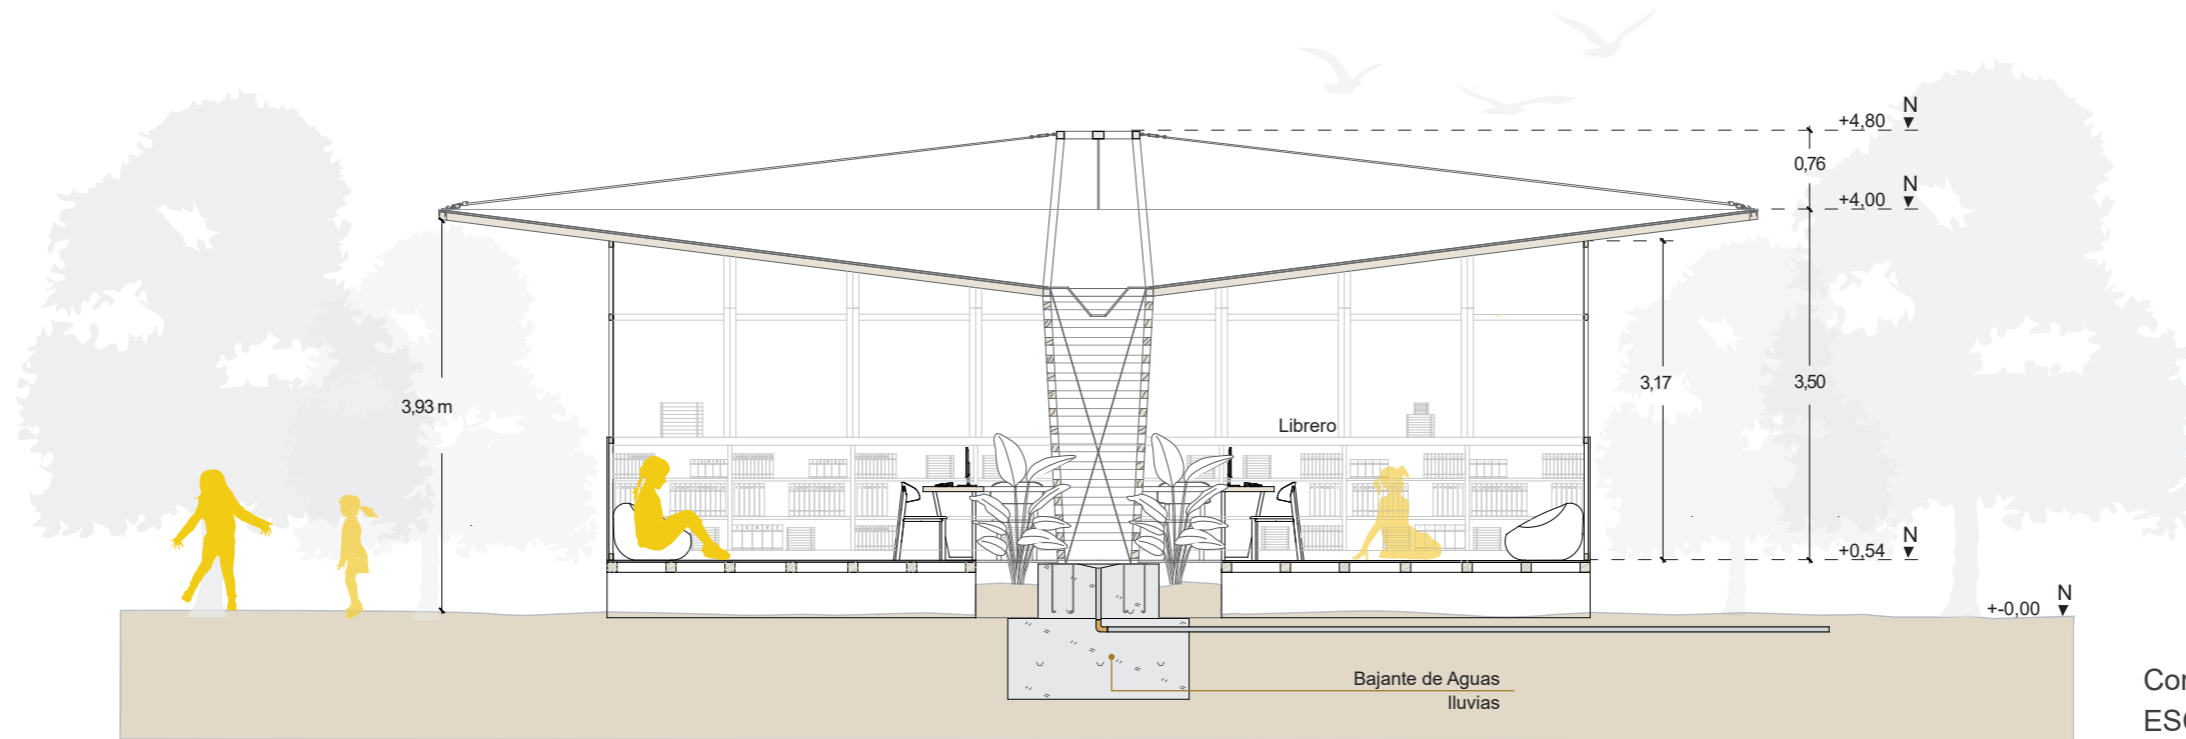 N
+4,80
0,76
N
+4,00
3,17
3,50
3,93 m
Librero
N
+0,54
N
+-0,00
Bajante de Aguas
lluvias